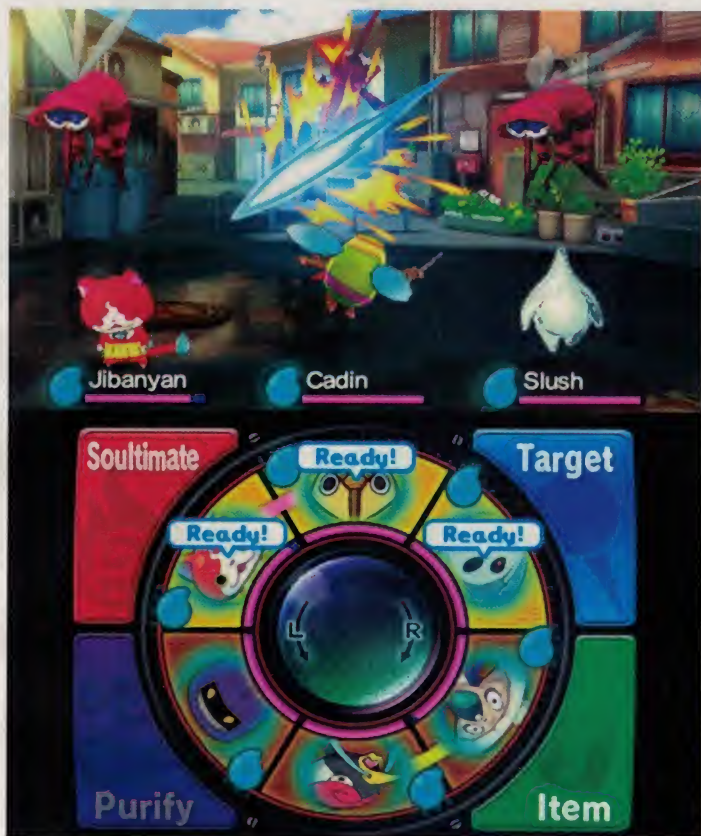 Jibanyan
Cadin
Slush
Soultimate
Ready!
Target
Ready!
Ready!
L
R
Purify
Item